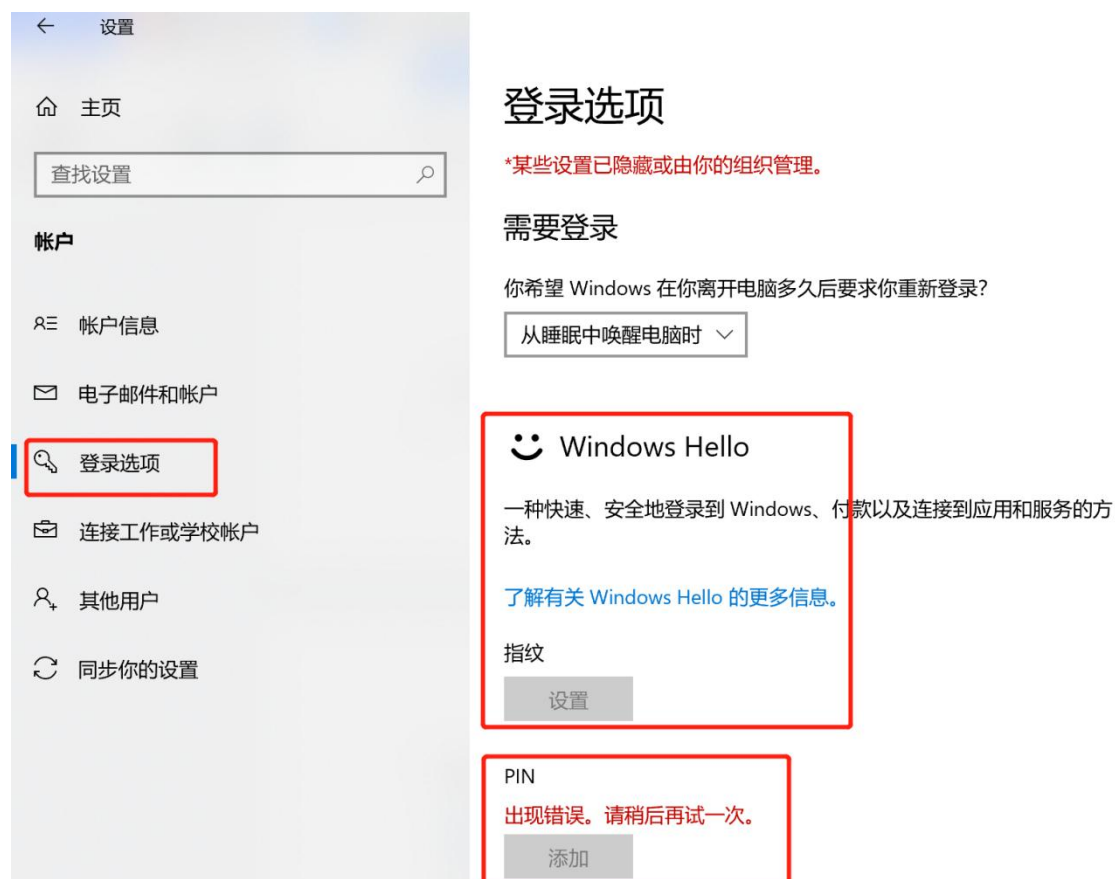 设置
主页
查找设置
帐户
帐户信息
电子邮件和帐户
登录选项
连接工作或学校帐户
其他用户
同步你的设置
登录选项
*某些设置已隐藏或由你的组织管理。
需要登录
你希望 Windows 在你离开电脑多久后要求你重新登录?
从睡眠中唤醒电脑时
Windows Hello
一种快速、安全地登录到 Windows、付款以及连接到应用和服务的方
法。
了解有关 Windows Hello 的更多信息。
指纹
设置
PIN
出现错误。请稍后再试一次。
添加